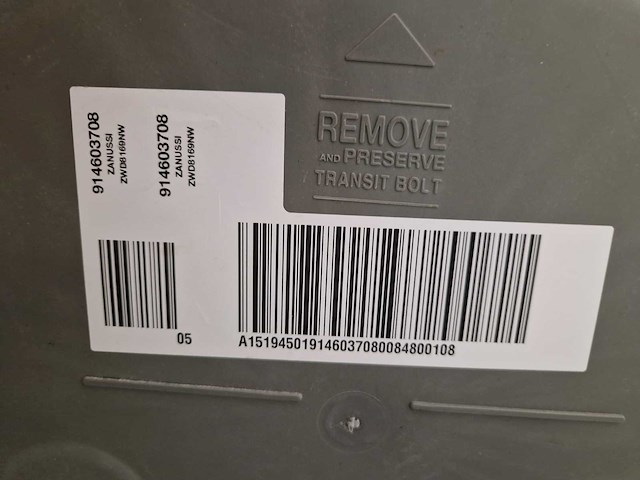 REMOVE
AND PRESERVE
TRANSIT BOLT
914603708
ZANUSSI
ZWD8169NW
914603708
ZANUSSI
ZWD8169NW
05
A151945019146037080084800108